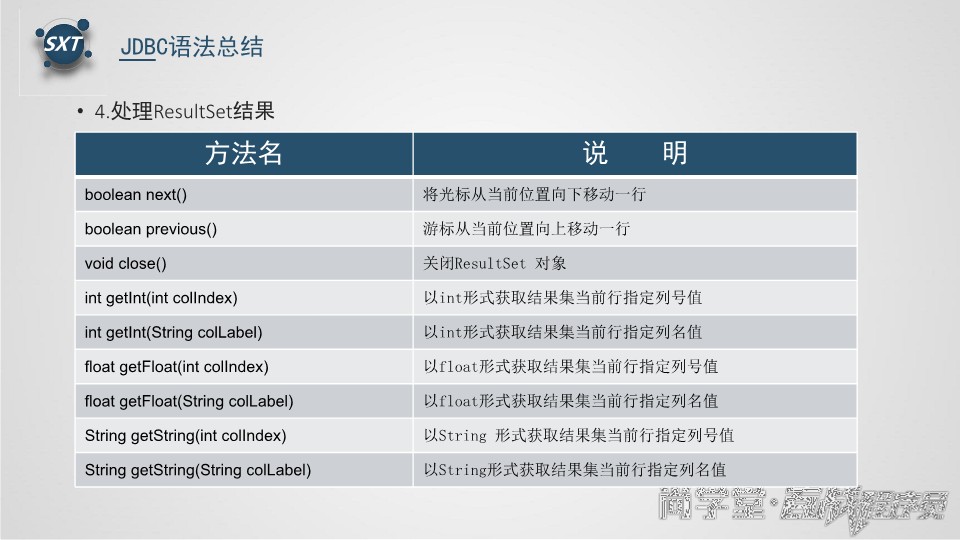 SXT
JDBC语法总结
• 4.处理ResultSet结果
方法名 说 明
boolean next() 将光标从当前位置向下移动一行
boolean previous() 游标从当前位置向上移动一行
void close() 关闭ResultSet 对象
int getInt(int colIndex) 以int形式获取结果集当前行指定列号值
int getInt(String colLabel) 以int形式获取结果集当前行指定列名值
float getFloat(int colIndex) 以float形式获取结果集当前行指定列号值
float getFloat(String colLabel) 以float形式获取结果集当前行指定列名值
String getString(int colIndex) 以String 形式获取结果集当前行指定列号值
String getString(String colLabel) 以String形式获取结果集当前行指定列名值